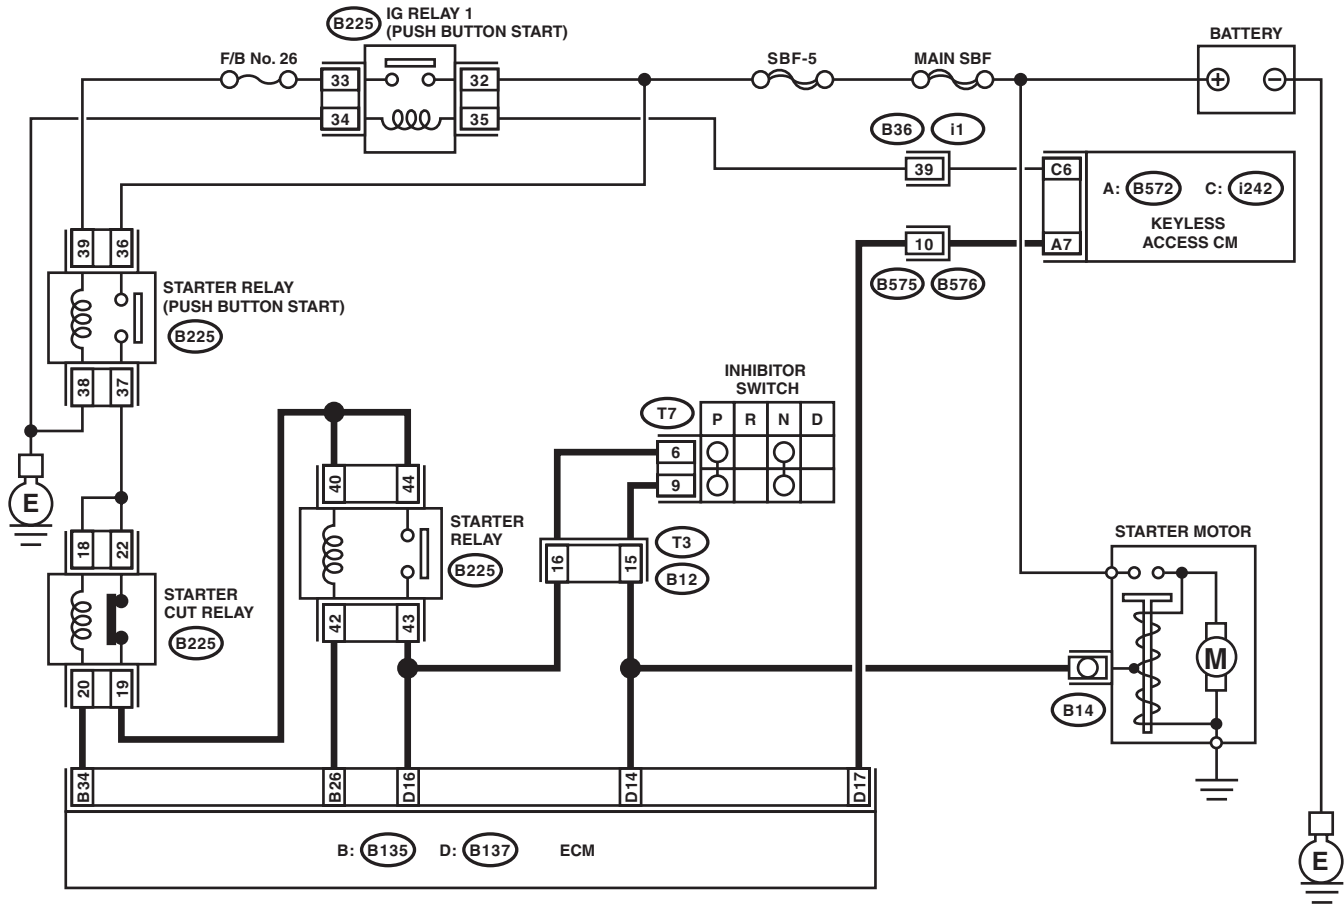 B225
IG RELAY 1
(PUSH BUTTON START)
F/B No. 26
SBF-5
MAIN SBF
BATTERY
33
32
+
−
34
35
B36
i1
39
C6
A: B572 C: i242
KEYLESS
ACCESS CM
10
A7
B575
B576
39
36
STARTER RELAY
(PUSH BUTTON START)
B225
38
37
INHIBITOR
SWITCH
T7
P R N D
6
9
E
40
44
STARTER
RELAY
B225
42
43
16
15
T3
B12
18
22
STARTER
CUT RELAY
B225
20
19
STARTER MOTOR
M
B14
B34
B26
D16
D14
D17
B: B135 D: B137 ECM
E